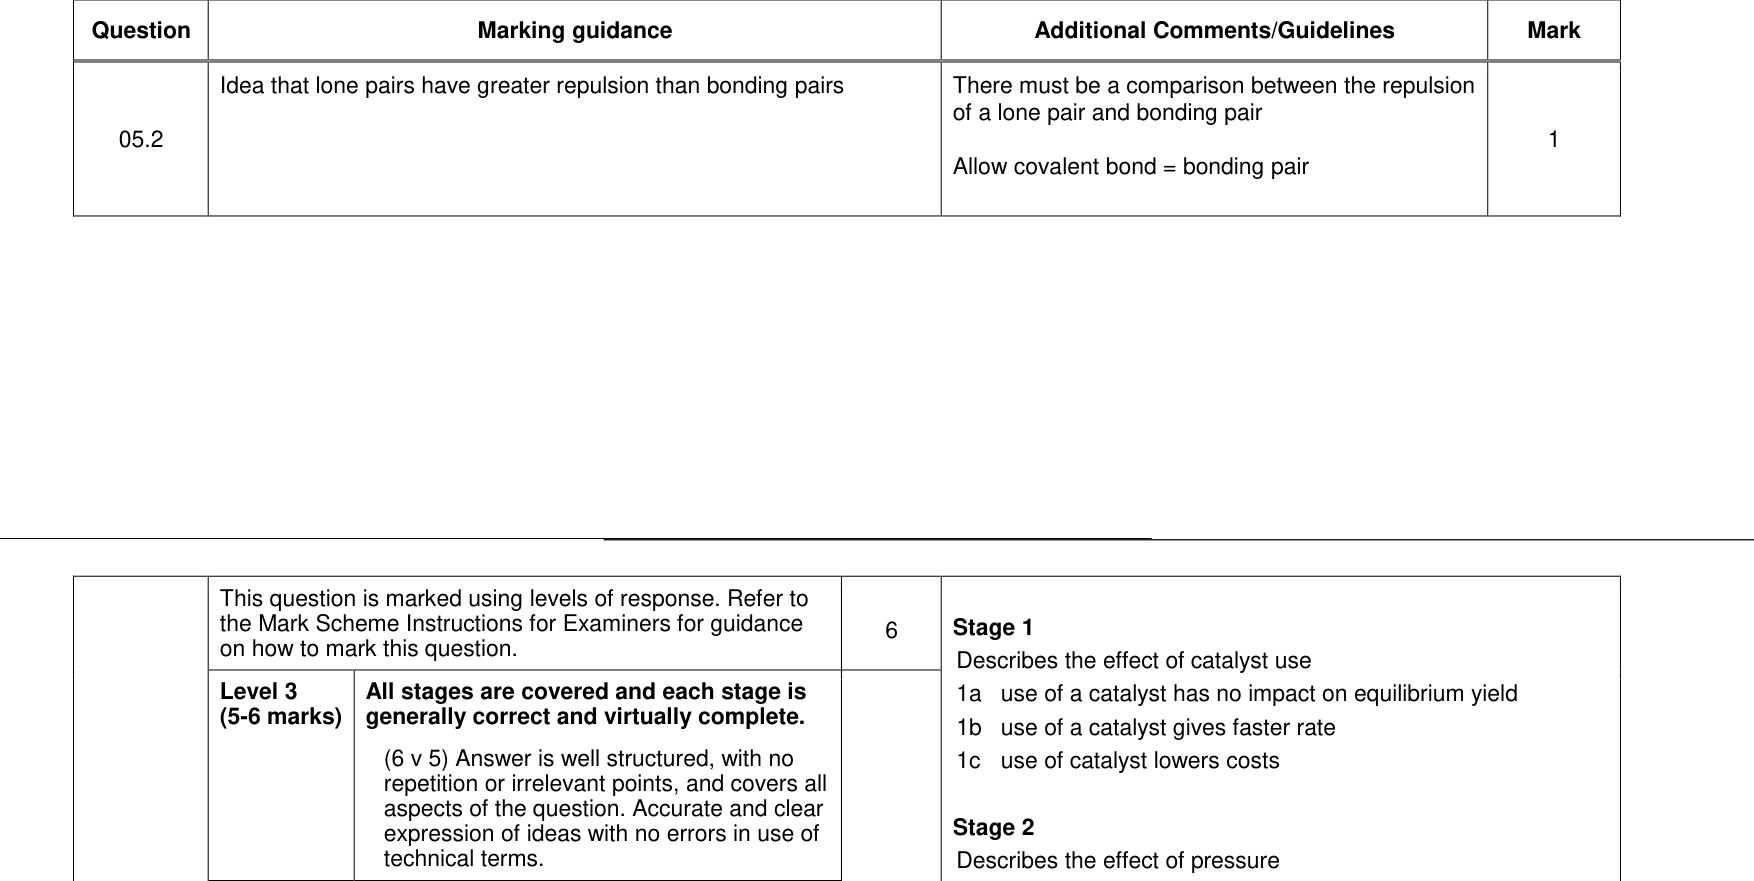 Question Marking guidance Additional Comments/Guidelines Mark
05.2
Idea that lone pairs have greater repulsion than bonding pairs
There must be a comparison between the repulsion
of a lone pair and bonding pair
Allow covalent bond = bonding pair
1
This question is marked using levels of response. Refer to
the Mark Scheme Instructions for Examiners for guidance
on how to mark this question.
6
Level 3
(5-6 marks)
All stages are covered and each stage is
generally correct and virtually complete.
(6 v 5) Answer is well structured, with no
repetition or irrelevant points, and covers all
aspects of the question. Accurate and clear
expression of ideas with no errors in use of
technical terms.
Stage 1
Describes the effect of catalyst use
1a use of a catalyst has no impact on equilibrium yield
1b use of a catalyst gives faster rate
1c use of catalyst lowers costs
Stage 2
Describes the effect of pressure